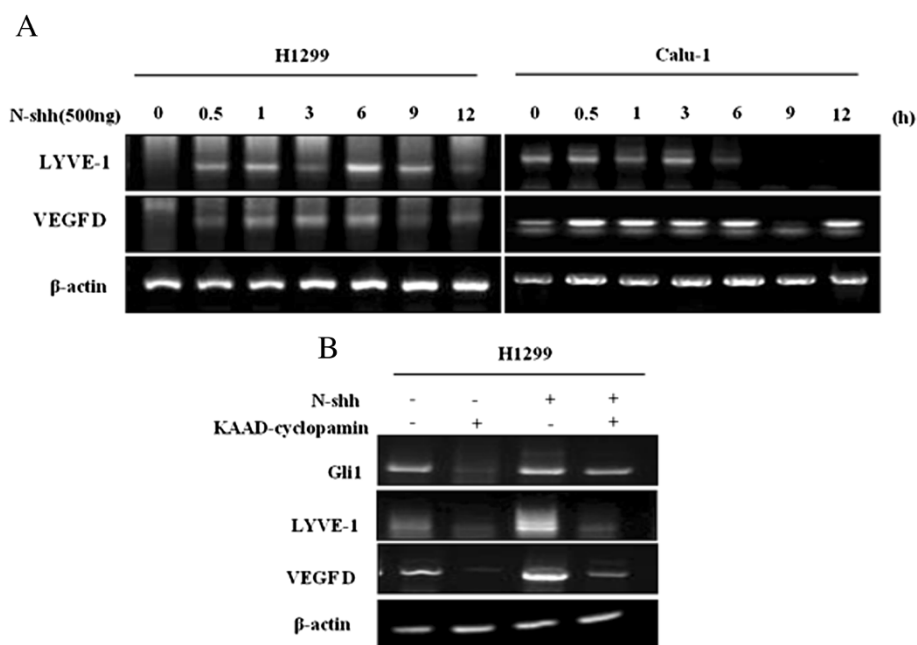 A
H1299 Calu-1
N-shh(500ng) 0 0.5 1 3 6 9 12 0 0.5 1 3 6 9 12 (h)
LYVE-1
VEGFD
β-actin
B
H1299
N-shh - - + +
KAAD-cyclopamin - + - +
Gli1
LYVE-1
VEGFD
β-actin